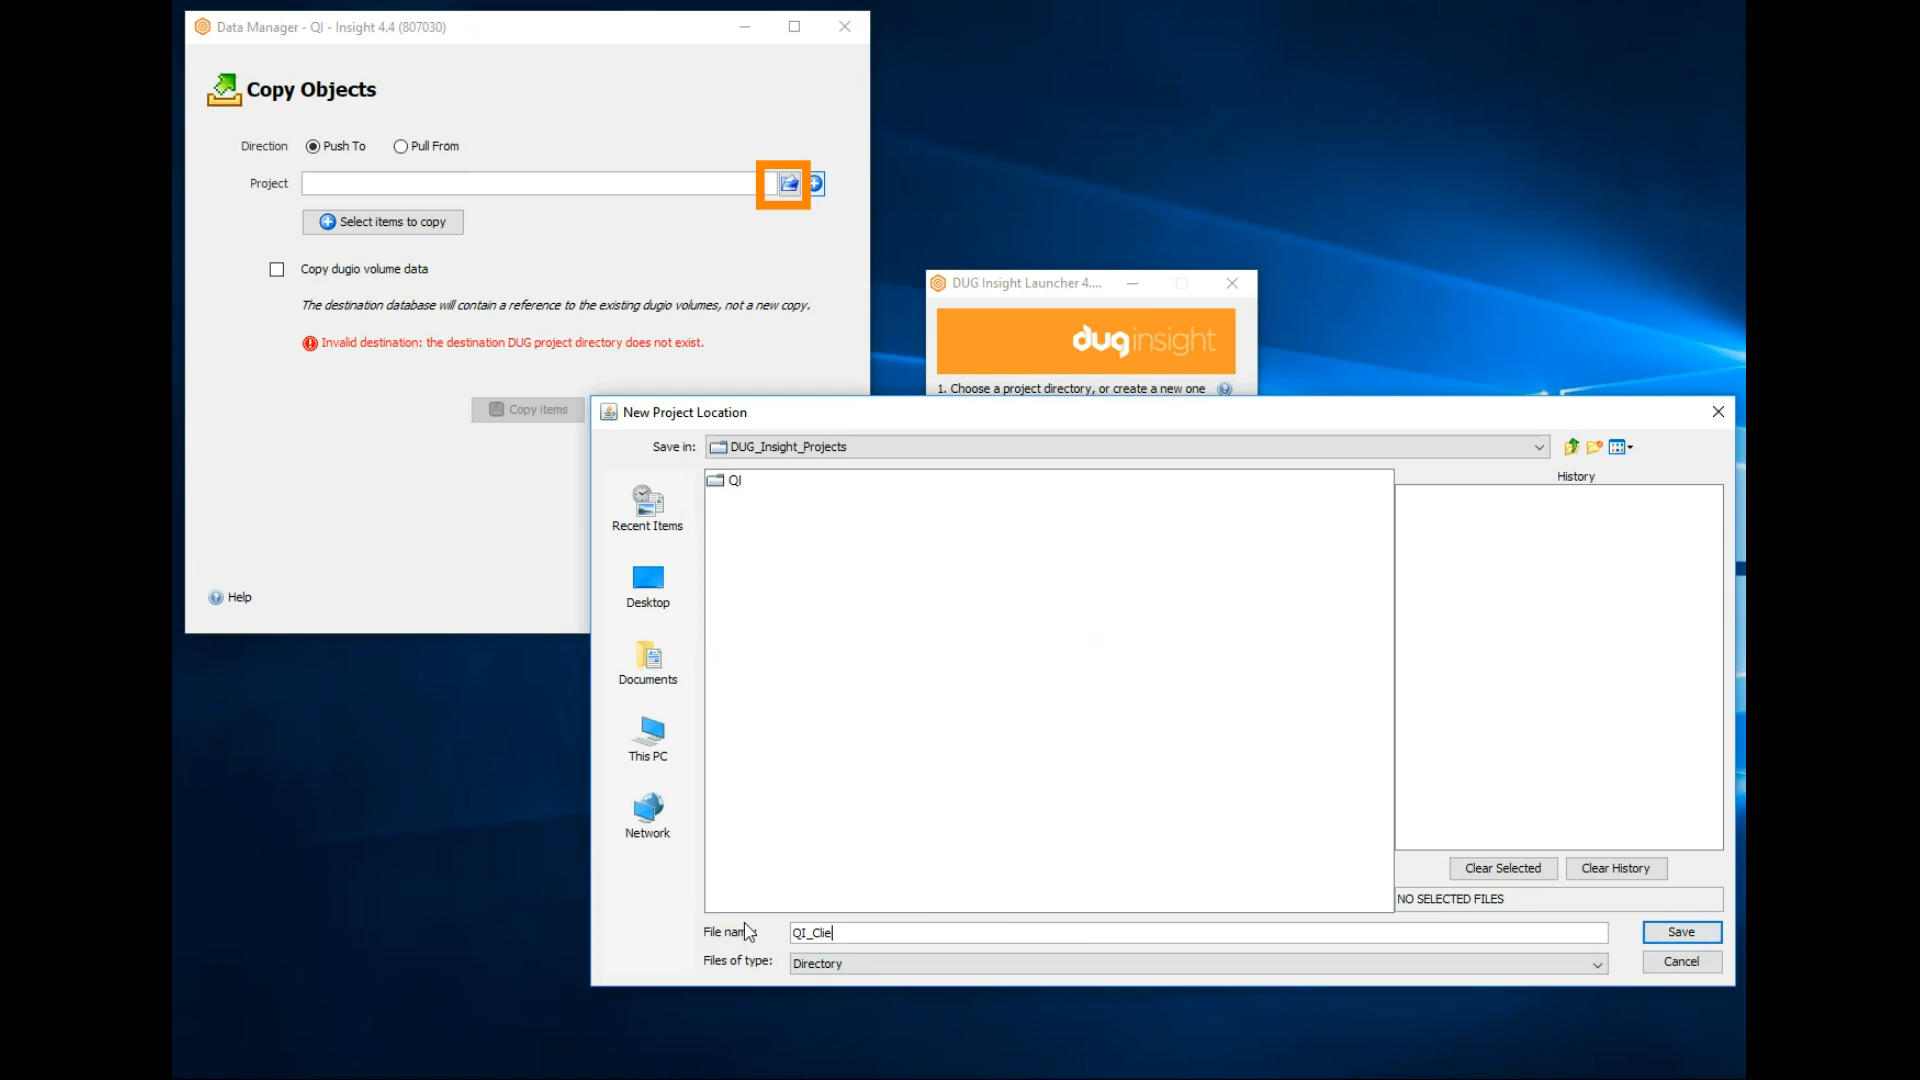 Data Manager - QI - Insight 4.4 (807030)
Copy Objects
Direction Push To Pull From
Project
Select items to copy
Copy dugio volume data
The destination database will contain a reference to the existing dugio volumes, not a new copy.
Invalid destination: the destination DUG project directory does not exist.
Copy items
Help
DUG Insight Launcher 4....
duginsight
1. Choose a project directory, or create a new one
New Project Location
Save in: DUG_Insight_Projects
QI
History
Recent Items
Desktop
Documents
This PC
Network
Clear Selected Clear History
NO SELECTED FILES
File name: QI_Clie
Save
Files of type: Directory
Cancel